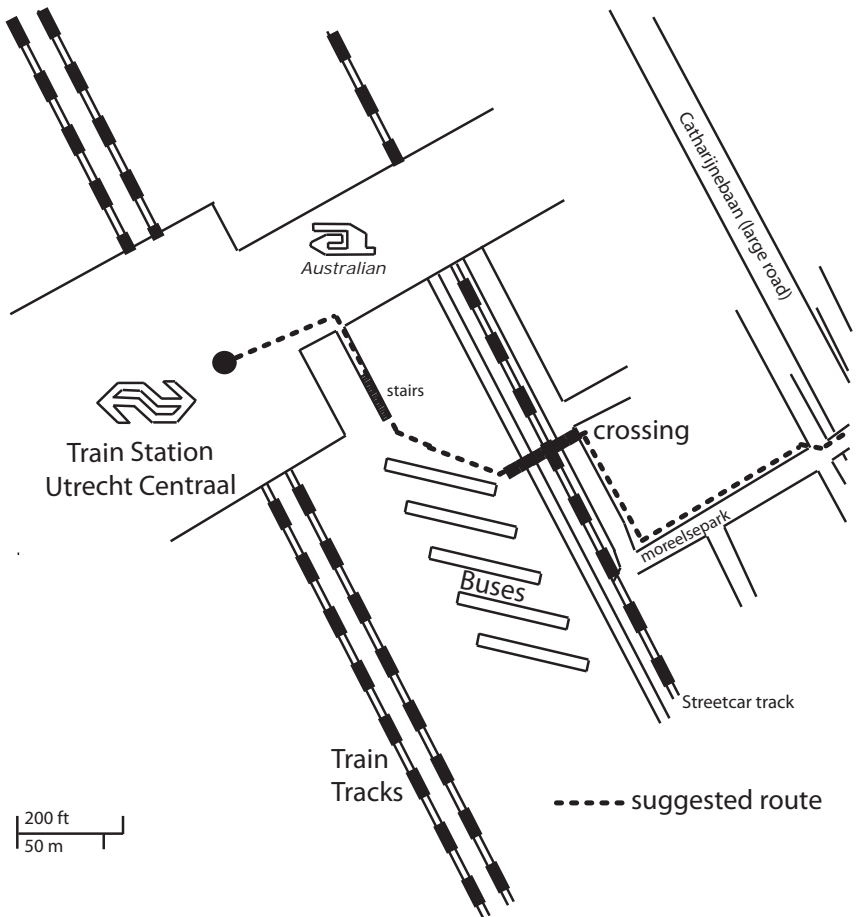 Catharijnebaan (large road)
Australian
stairs
crossing
Train Station
Utrecht Centraal
moreelsepark
Buses
Streetcar track
Train
Tracks
suggested route
200 ft
50 m